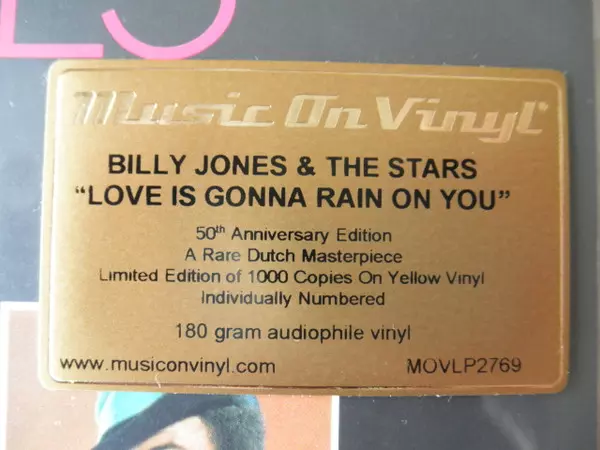 ES
Music On Vinyl®
BILLY JONES & THE STARS
“LOVE IS GONNA RAIN ON YOU”
50th Anniversary Edition
A Rare Dutch Masterpiece
Limited Edition of 1000 Copies On Yellow Vinyl
Individually Numbered
180 gram audiophile vinyl
www.musiconvinyl.com MOVLP2769